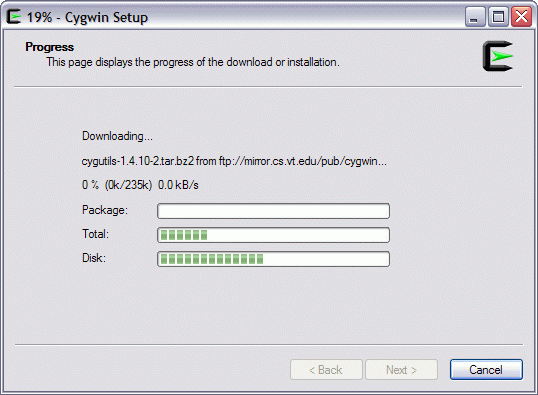 19% - Cygwin Setup
Progress
This page displays the progress of the download or installation.
Downloading...
cygutils-1.4.10-2.tar.bz2 from ftp://mirror.cs.vt.edu/pub/cygwin...
0 % (0k/235k) 0.0 kB/s
Package:
Total:
Disk:
< Back Next > Cancel